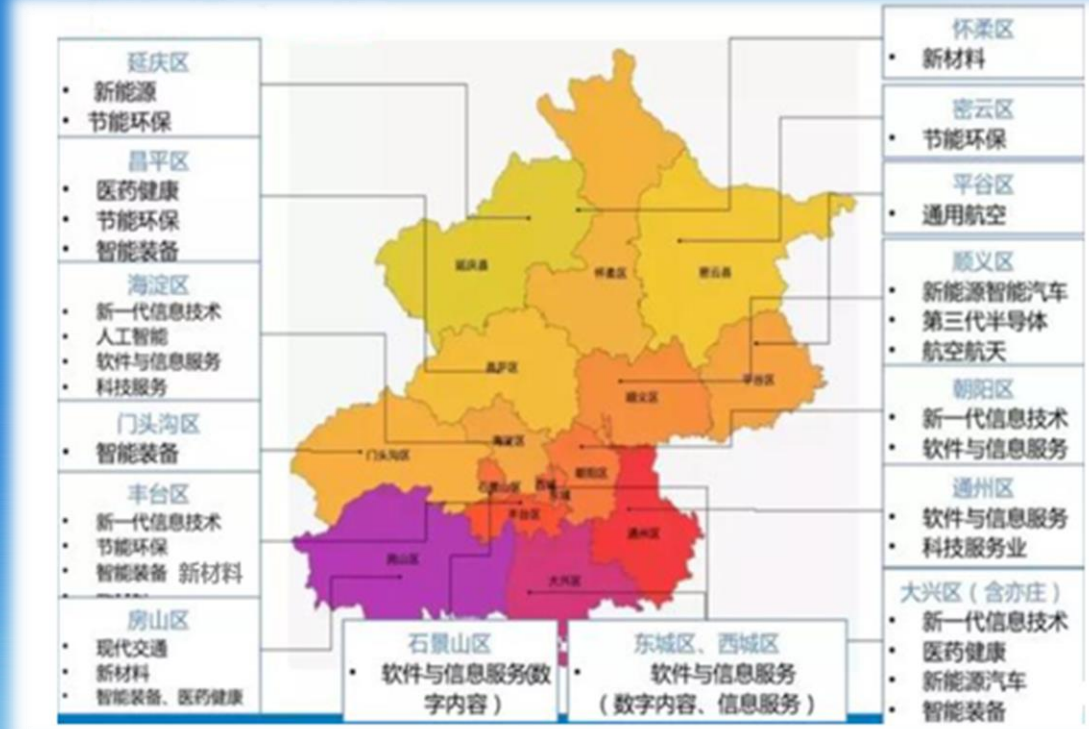 延庆区
• 新能源
• 节能环保
昌平区
• 医药健康
• 节能环保
• 智能装备
海淀区
• 新一代信息技术
• 人工智能
• 软件与信息服务
• 科技服务
门头沟区
• 智能装备
丰台区
• 新一代信息技术
• 节能环保
• 智能装备 新材料
房山区
• 现代交通
• 新材料
• 智能装备、医药健康
延庆县
怀柔区
密云县
昌平区
顺义区
平谷区
海淀区
门头沟区
朝阳区
石景山区
西城
东城
丰台区
通州区
房山区
大兴区
石景山区
• 软件与信息服务(数
字内容）
东城区、西城区
• 软件与信息服务
（数字内容、信息服务）
怀柔区
• 新材料
密云区
• 节能环保
平谷区
• 通用航空
顺义区
• 新能源智能汽车
• 第三代半导体
• 航空航天
朝阳区
• 新一代信息技术
• 软件与信息服务
通州区
• 软件与信息服务
• 科技服务业
大兴区（含亦庄）
• 新一代信息技术
• 医药健康
• 新能源汽车
• 智能装备